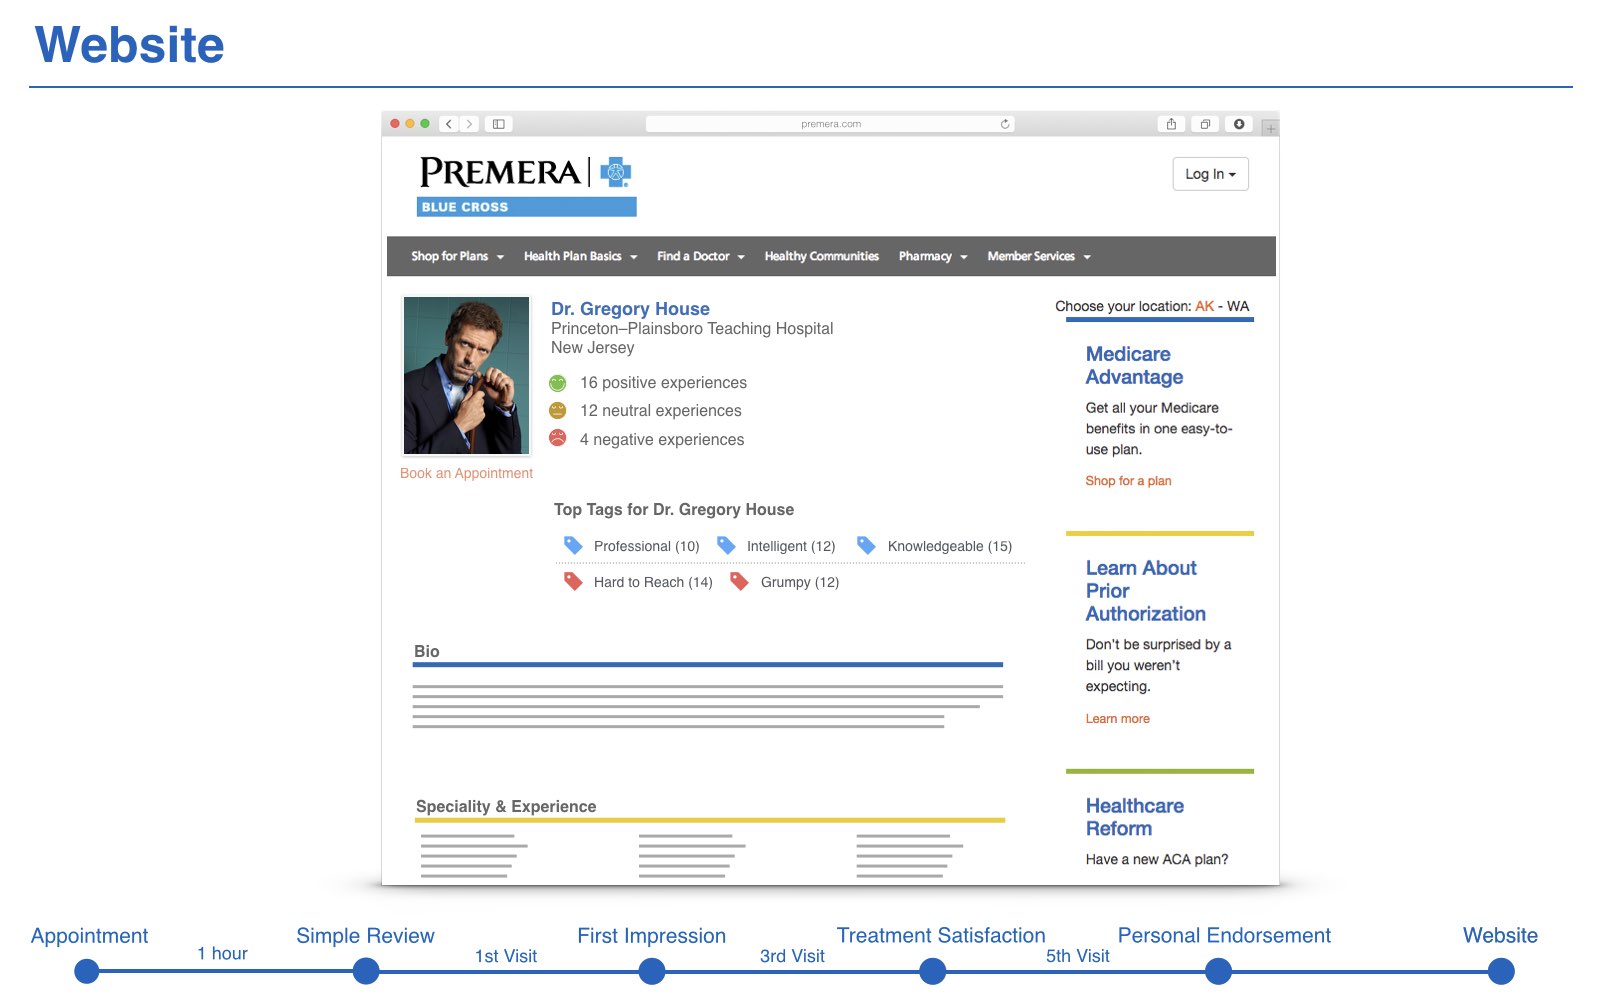 Website
premera.com
PREMERA
BLUE CROSS
Log In
Shop for Plans Health Plan Basics Find a Doctor Healthy Communities Pharmacy Member Services
Dr. Gregory House
Princeton–Plainsboro Teaching Hospital
New Jersey
16 positive experiences
12 neutral experiences
4 negative experiences
Book an Appointment
Top Tags for Dr. Gregory House
Professional (10) Intelligent (12) Knowledgeable (15)
Hard to Reach (14) Grumpy (12)
Bio
Speciality & Experience
Choose your location: AK - WA
Medicare
Advantage
Get all your Medicare
benefits in one easy-to-
use plan.
Shop for a plan
Learn About
Prior
Authorization
Don't be surprised by a
bill you weren't
expecting.
Learn more
Healthcare
Reform
Have a new ACA plan?
Appointment Simple Review First Impression Treatment Satisfaction Personal Endorsement Website
1 hour 1st Visit 3rd Visit 5th Visit